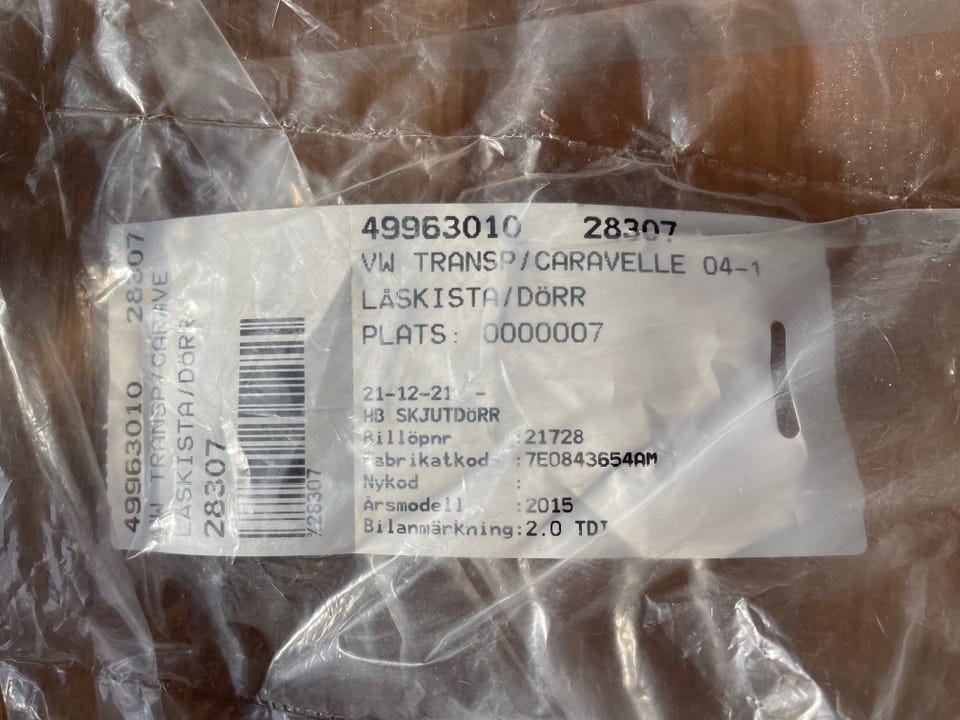 49963010 28307
VW TRANSP/CARAVE
LÅSKISTA/DÖRR
28307
%28307
49963010 28307
VW TRANSP/CARAVELLE 04-1
LÅSKISTA/DÖRR
PLATS: 0000007
21-12-21 -
HB SKJUTDÖRR
Billöpnr :21728
Fabrikatkod :7E0843654AM
Nykod :
Årsmodell :2015
Bilanmärkning:2.0 TDI